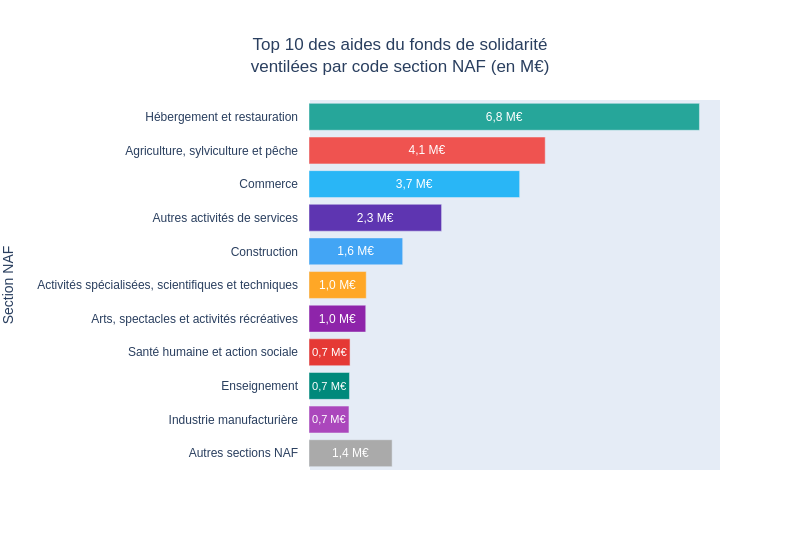 Top 10 des aides du fonds de solidarité
ventilées par code section NAF (en M€)
Section NAF
Hébergement et restauration 6,8 M€
Agriculture, sylviculture et pêche 4,1 M€
Commerce 3,7 M€
Autres activités de services 2,3 M€
Construction 1,6 M€
Activités spécialisées, scientifiques et techniques 1,0 M€
Arts, spectacles et activités récréatives 1,0 M€
Santé humaine et action sociale 0,7 M€
Enseignement 0,7 M€
Industrie manufacturière 0,7 M€
Autres sections NAF 1,4 M€